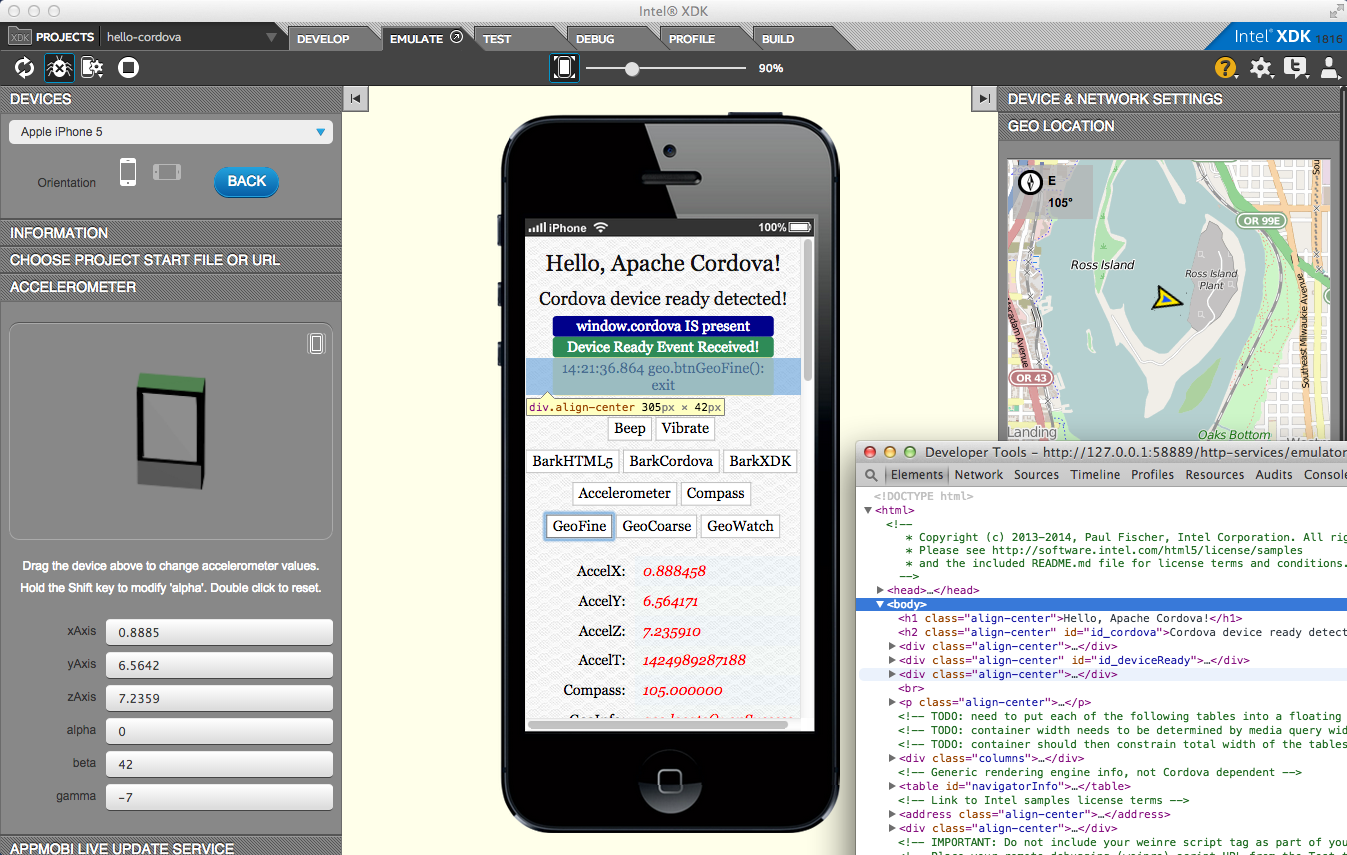 Intel® XDK
XDK PROJECTS hello-cordova
DEVELOP
EMULATE
TEST
DEBUG
PROFILE
BUILD
Intel® XDK 1816
90%
DEVICES
Apple iPhone 5
Orientation
BACK
INFORMATION
CHOOSE PROJECT START FILE OR URL
ACCELEROMETER
Drag the device above to change accelerometer values.
Hold the Shift key to modify 'alpha'. Double click to reset.
xAxis 0.8885
yAxis 6.5642
zAxis 7.2359
alpha 0
beta 42
gamma -7
APPMOBI LIVE UPDATE SERVICE
iPhone 100%
Hello, Apache Cordova!
Cordova device ready detected!
window.cordova IS present
Device Ready Event Received!
14:21:36.864 geo.btnGeoFine():
exit
div.align-center 305px × 42px
Beep Vibrate
BarkHTML5 BarkCordova BarkXDK
Accelerometer Compass
GeoFine GeoCoarse GeoWatch
AccelX: 0.888458
AccelY: 6.564171
AccelZ: 7.235910
AccelT: 1424989287188
Compass: 105.000000
DEVICE & NETWORK SETTINGS
GEO LOCATION
E
105°
OR 99E
Ross Island
Ross Island
Plant
OR 43
Southeast Milwaukie Avenue
Landing
Oaks Bottom
Developer Tools - http://127.0.0.1:58889/http-services/emulator
Elements Network Sources Timeline Profiles Resources Audits Console
<!DOCTYPE html>
<html>
<!--
* Copyright (c) 2013-2014, Paul Fischer, Intel Corporation. All rig
* Please see http://software.intel.com/html5/license/samples
* and the included README.md file for license terms and conditions.
-->
<head>…</head>
<body>
<h1 class="align-center">Hello, Apache Cordova!</h1>
<h2 class="align-center" id="id_cordova">Cordova device ready detect
<div class="align-center">…</div>
<div class="align-center" id="id_deviceReady">…</div>
<div class="align-center">…</div>
<br>
<p class="align-center">…</p>
<!-- TODO: need to put each of the following tables into a floating
<!-- TODO: container width needs to be determined by media query wid
<!-- TODO: container should then constrain total width of the tables
<div class="columns">…</div>
<!-- Generic rendering engine info, not Cordova dependent -->
<table id="navigatorInfo">…</table>
<!-- Link to Intel samples license terms -->
<address class="align-center">…</address>
<div class="align-center">…</div>
<!-- IMPORTANT: Do not include your weinre script tag as part of you